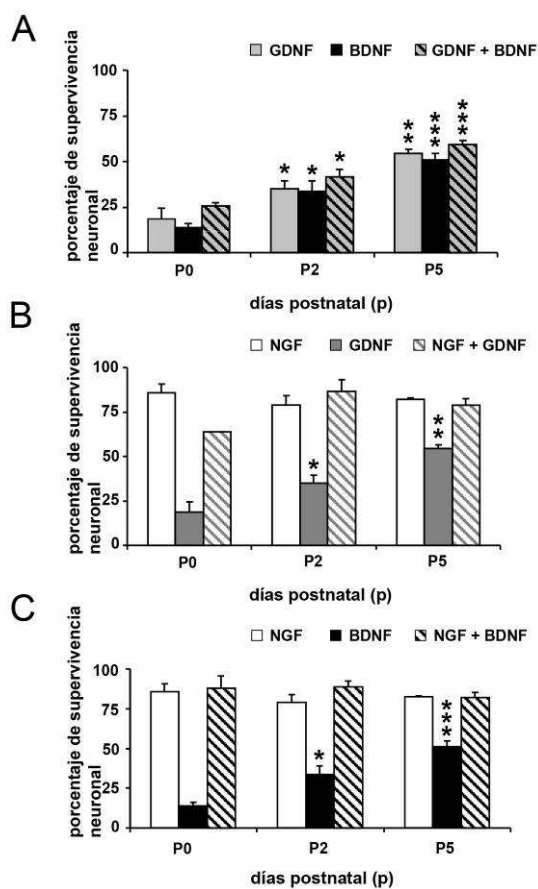 A
GDNF BDNF GDNF + BDNF
porcentaje de supervivencia
neuronal
100
75
50
25
0
* * * ** *** ***
P0 P2 P5
días postnatal (p)
B
NGF GDNF NGF + GDNF
porcentaje de supervivencia
neuronal
100
75
50
25
0
* **
P0 P2 P5
días postnatal (p)
C
NGF BDNF NGF + BDNF
porcentaje de supervivencia
neuronal
100
75
50
25
0
* ***
P0 P2 P5
días postnatal (p)